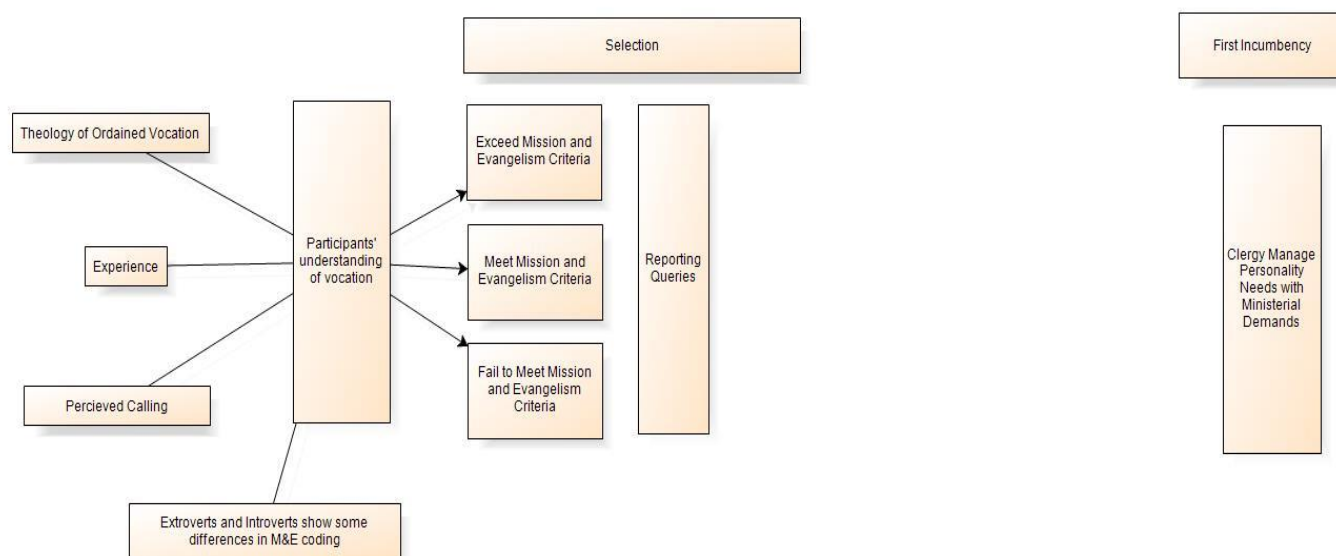 Selection
First Incumbency
Theology of Ordained Vocation
Experience
Percieved Calling
Extroverts and Introverts show some
differences in M&E coding
Participants'
understanding
of vocation
Exceed Mission and
Evangelism Criteria
Meet Mission and
Evangelism Criteria
Fail to Meet Mission
and Evangelism
Criteria
Reporting
Queries
Clergy Manage
Personality
Needs with
Ministerial
Demands